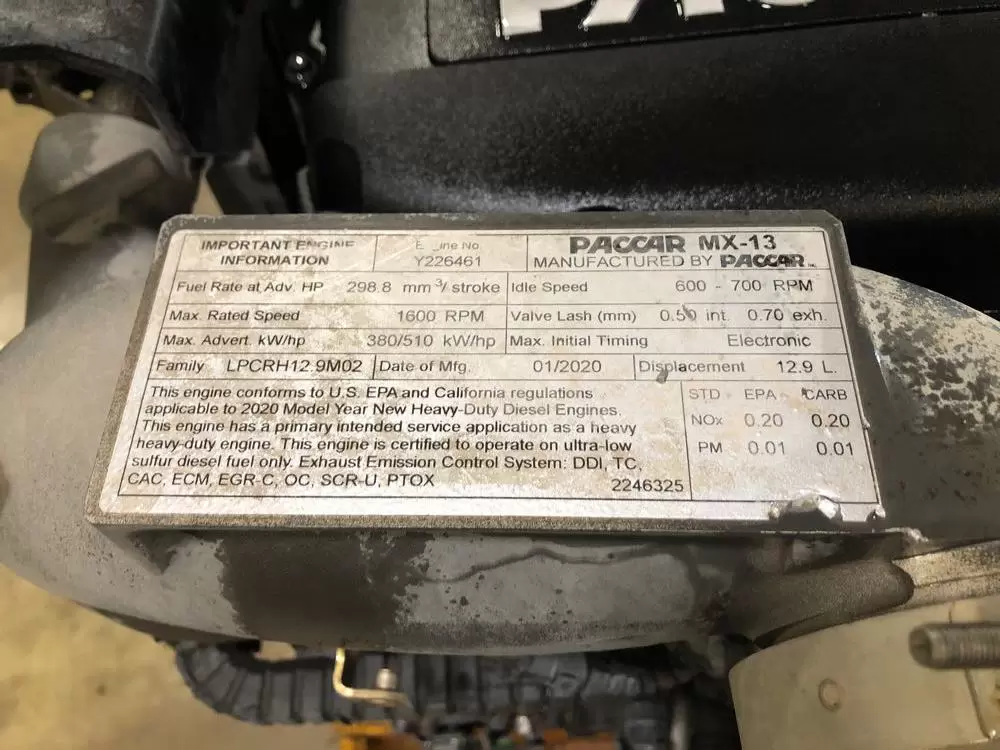 IMPORTANT ENGINE
INFORMATION
No
Y226461
PACCAR MX-13
MANUFACTURED BY PACCAR
Fuel Rate at Adv. HP 298.8 mm³/ stroke
Idle Speed 600 - 700 RPM
Max. Rated Speed 1600 RPM
Valve Lash (mm) 0.50 int. 0.70 exh.
Max. Advert. kW/hp 380/510 kW/hp
Max. Initial Timing Electronic
Family LPCRH12.9M02
Date of Mfg. 01/2020
Displacement 12.9 L.
This engine conforms to U.S. EPA and California regulations
applicable to 2020 Model Year New Heavy-Duty Diesel Engines.
This engine has a primary intended service application as a heavy
heavy-duty engine. This engine is certified to operate on ultra-low
sulfur diesel fuel only. Exhaust Emission Control System: DDI, TC,
CAC, ECM, EGR-C, OC, SCR-U, PTOX
2246325
STD EPA CARB
NOx 0.20 0.20
PM 0.01 0.01